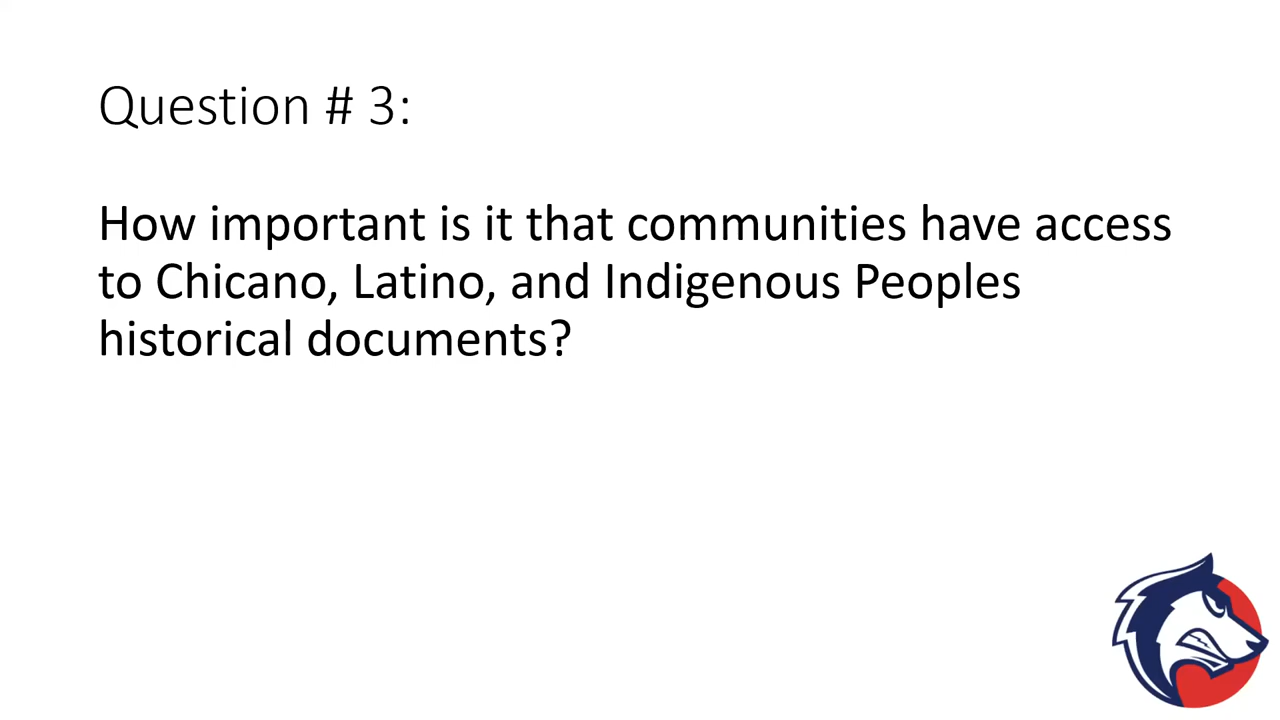 Question # 3:
How important is it that communities have access
to Chicano, Latino, and Indigenous Peoples
historical documents?